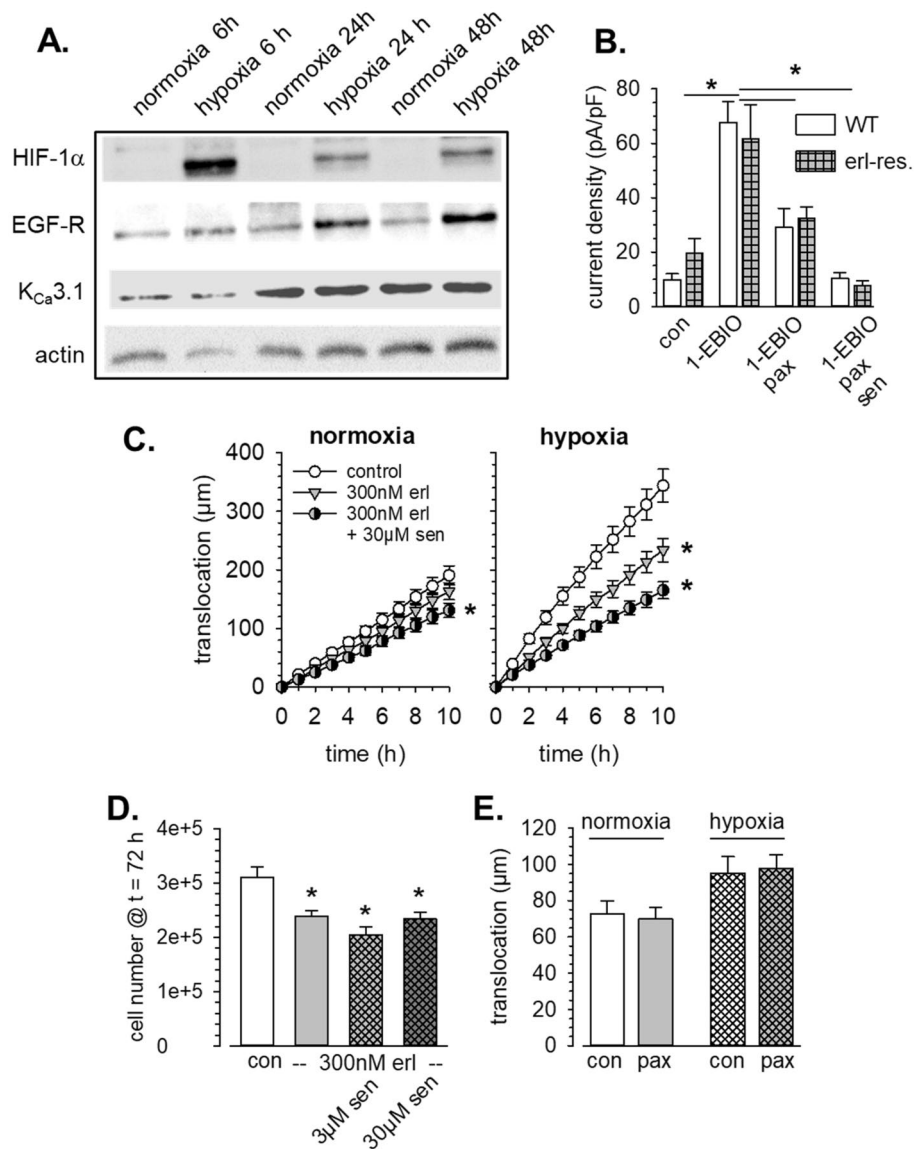 A.
normoxia 6h
hypoxia 6 h
normoxia 24h
hypoxia 24 h
normoxia 48h
hypoxia 48h
HIF-1α
EGF-R
KCa3.1
actin
B.
current density (pA/pF)
80
60
40
20
0
*
*
WT
erl-res.
con
1-EBIO
1-EBIO
pax
1-EBIO
pax
sen
C.
normoxia
hypoxia
translocation (µm)
400
300
200
100
0
control
300nM erl
300nM erl
+ 30µM sen
*
*
*
0 2 4 6 8 10
0 2 4 6 8 10
time (h)
time (h)
D.
cell number @ t = 72 h
4e+5
3e+5
2e+5
1e+5
0
* * *
con -- 300nM erl --
3µM sen
30µM sen
E.
translocation (µm)
120
100
80
60
40
20
0
normoxia
hypoxia
con pax con pax